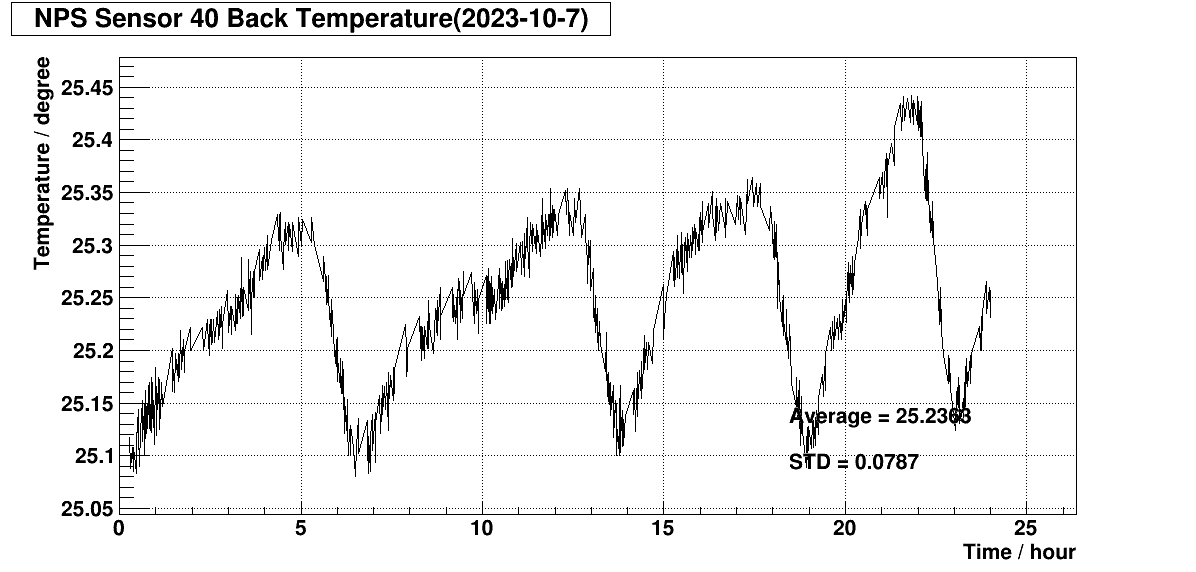 NPS Sensor 40 Back Temperature(2023-10-7)
Temperature / degree
25.45
25.4
25.35
25.3
25.25
25.2
25.15
25.1
25.05
Average = 25.2363
STD = 0.0787
0 5 10 15 20 25
Time / hour